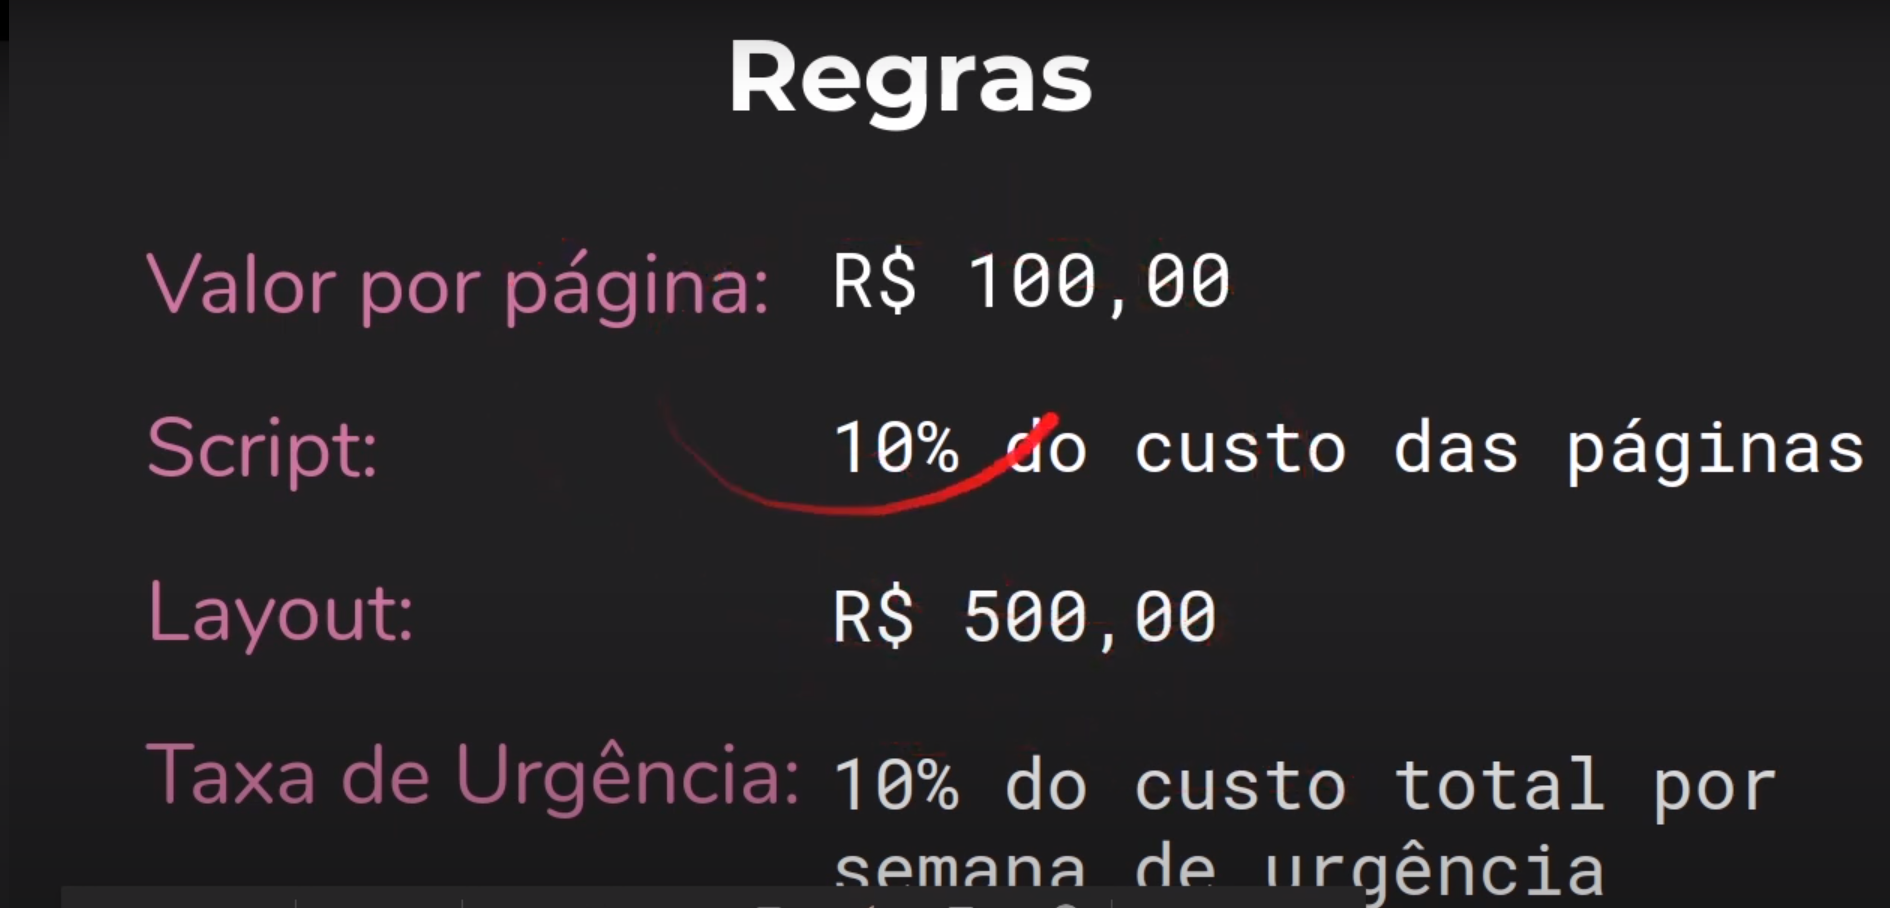 Regras
Valor por página: R$ 100,00
Script: 10% do custo das páginas
Layout: R$ 500,00
Taxa de Urgência: 10% do custo total por
semana de urgência